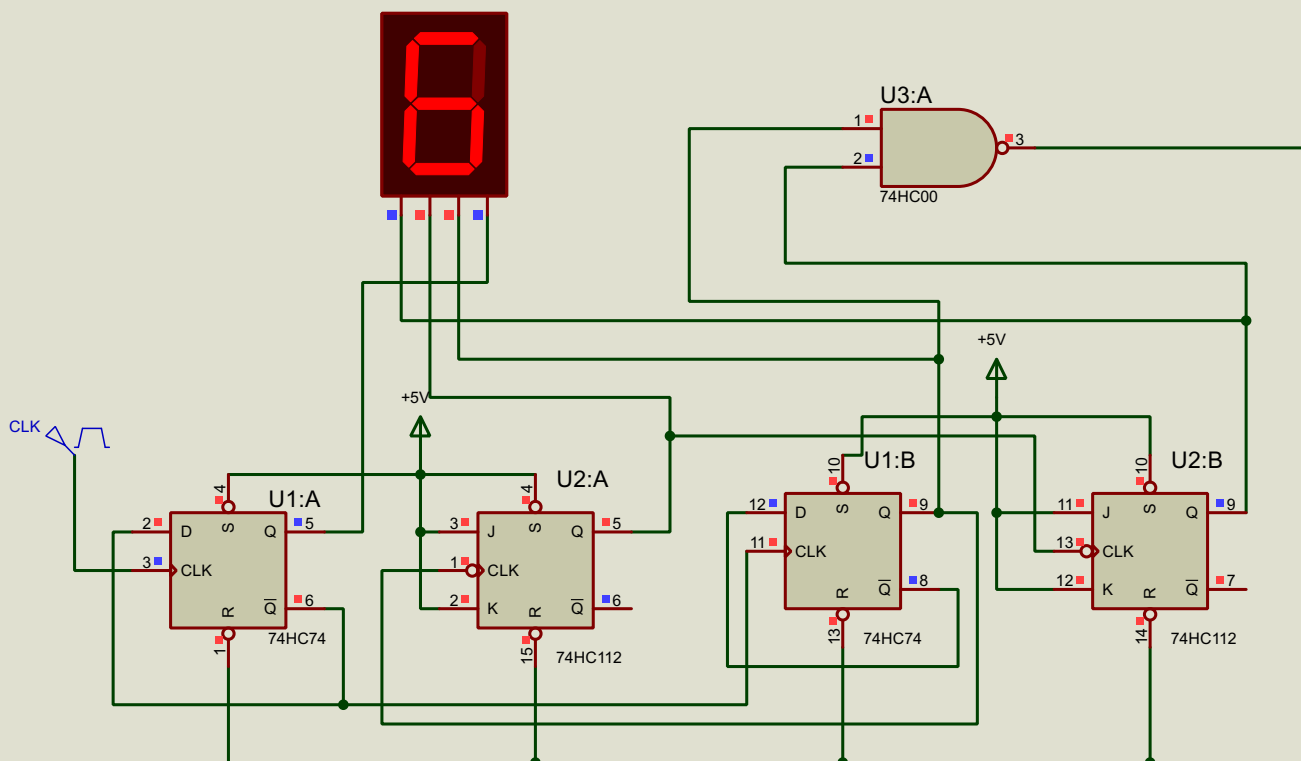 6
U3:A
1
2
3
74HC00
+5V
+5V
CLK
U1:A
4
2 D
S
Q 5
3 CLK
R
Q̅ 6
1
74HC74
U2:A
4
3 J
S
Q 5
1 CLK
2 K
R
Q̅ 6
15
74HC112
U1:B
10
12 D
S
Q 9
11 CLK
R
Q̅ 8
13
74HC74
U2:B
10
11 J
S
Q 9
13 CLK
12 K
R
Q̅ 7
14
74HC112